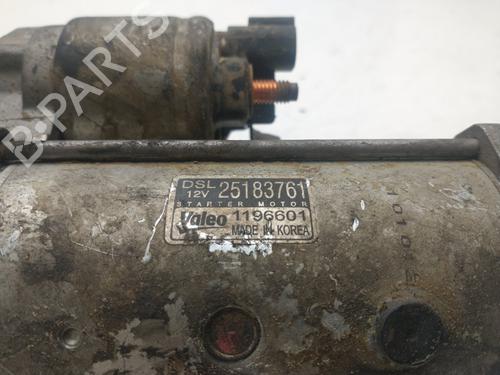 B-PARTS
DSL
12V 25183761
STARTER MOTOR
Valeo 1196601
MADE IN KOREA